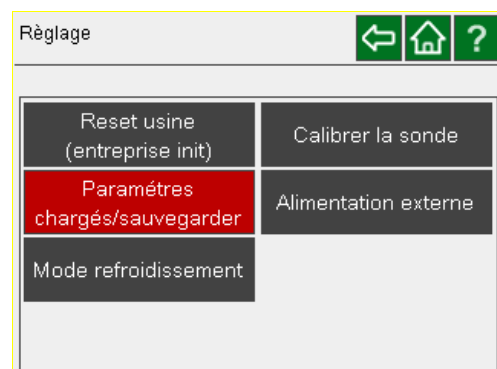 Règlage
?
Reset usine
(entreprise init)
Calibrer la sonde
Paramétres
chargés/sauvegarder
Alimentation externe
Mode refroidissement